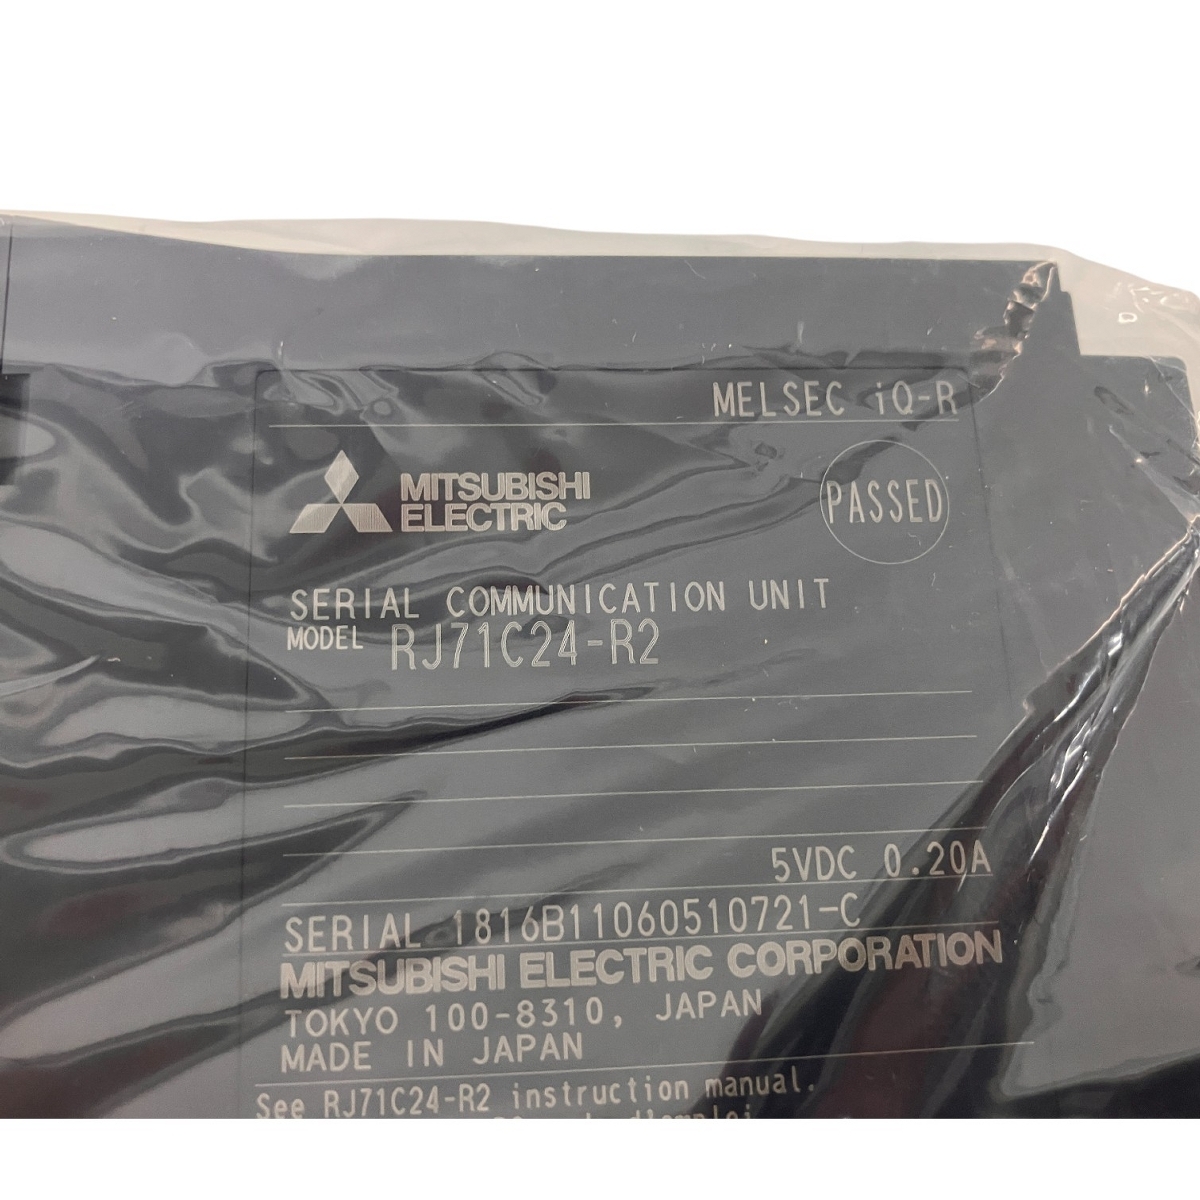 MELSEC iQ-R
MITSUBISHI
ELECTRIC
PASSED
SERIAL COMMUNICATION UNIT
MODEL RJ71C24-R2
5VDC 0.20A
SERIAL 1816B11060510721-C
MITSUBISHI ELECTRIC CORPORATION
TOKYO 100-8310, JAPAN
MADE IN JAPAN
See RJ71C24-R2 instruction manual.
d'emploi